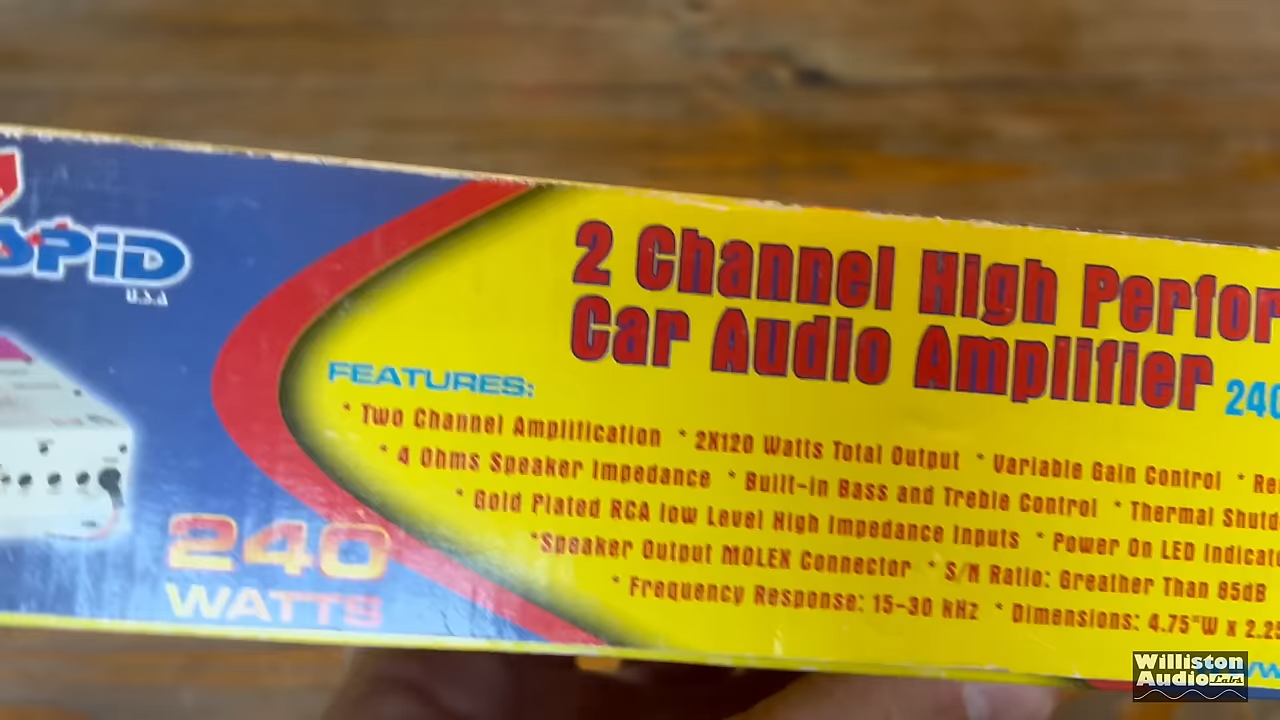 PiD
U.S.A
2 Channel High Perfor
Car Audio Amplifier 240
FEATURES:
* Two Channel Amplification * 2X120 Watts Total Output * Variable Gain Control * Re
* 4 Ohms Speaker Impedance * Built-in Bass and Treble Control * Thermal Shutd
* Gold Plated RCA low Level High Impedance Inputs * Power On LED Indicato
*Speaker Output MOLEX Connector * S/N Ratio: Greather Than 85dB
* Frequency Response: 15-30 kHz * Dimensions: 4.75"W x 2.25
240
WATTS
Williston
Audio Labs